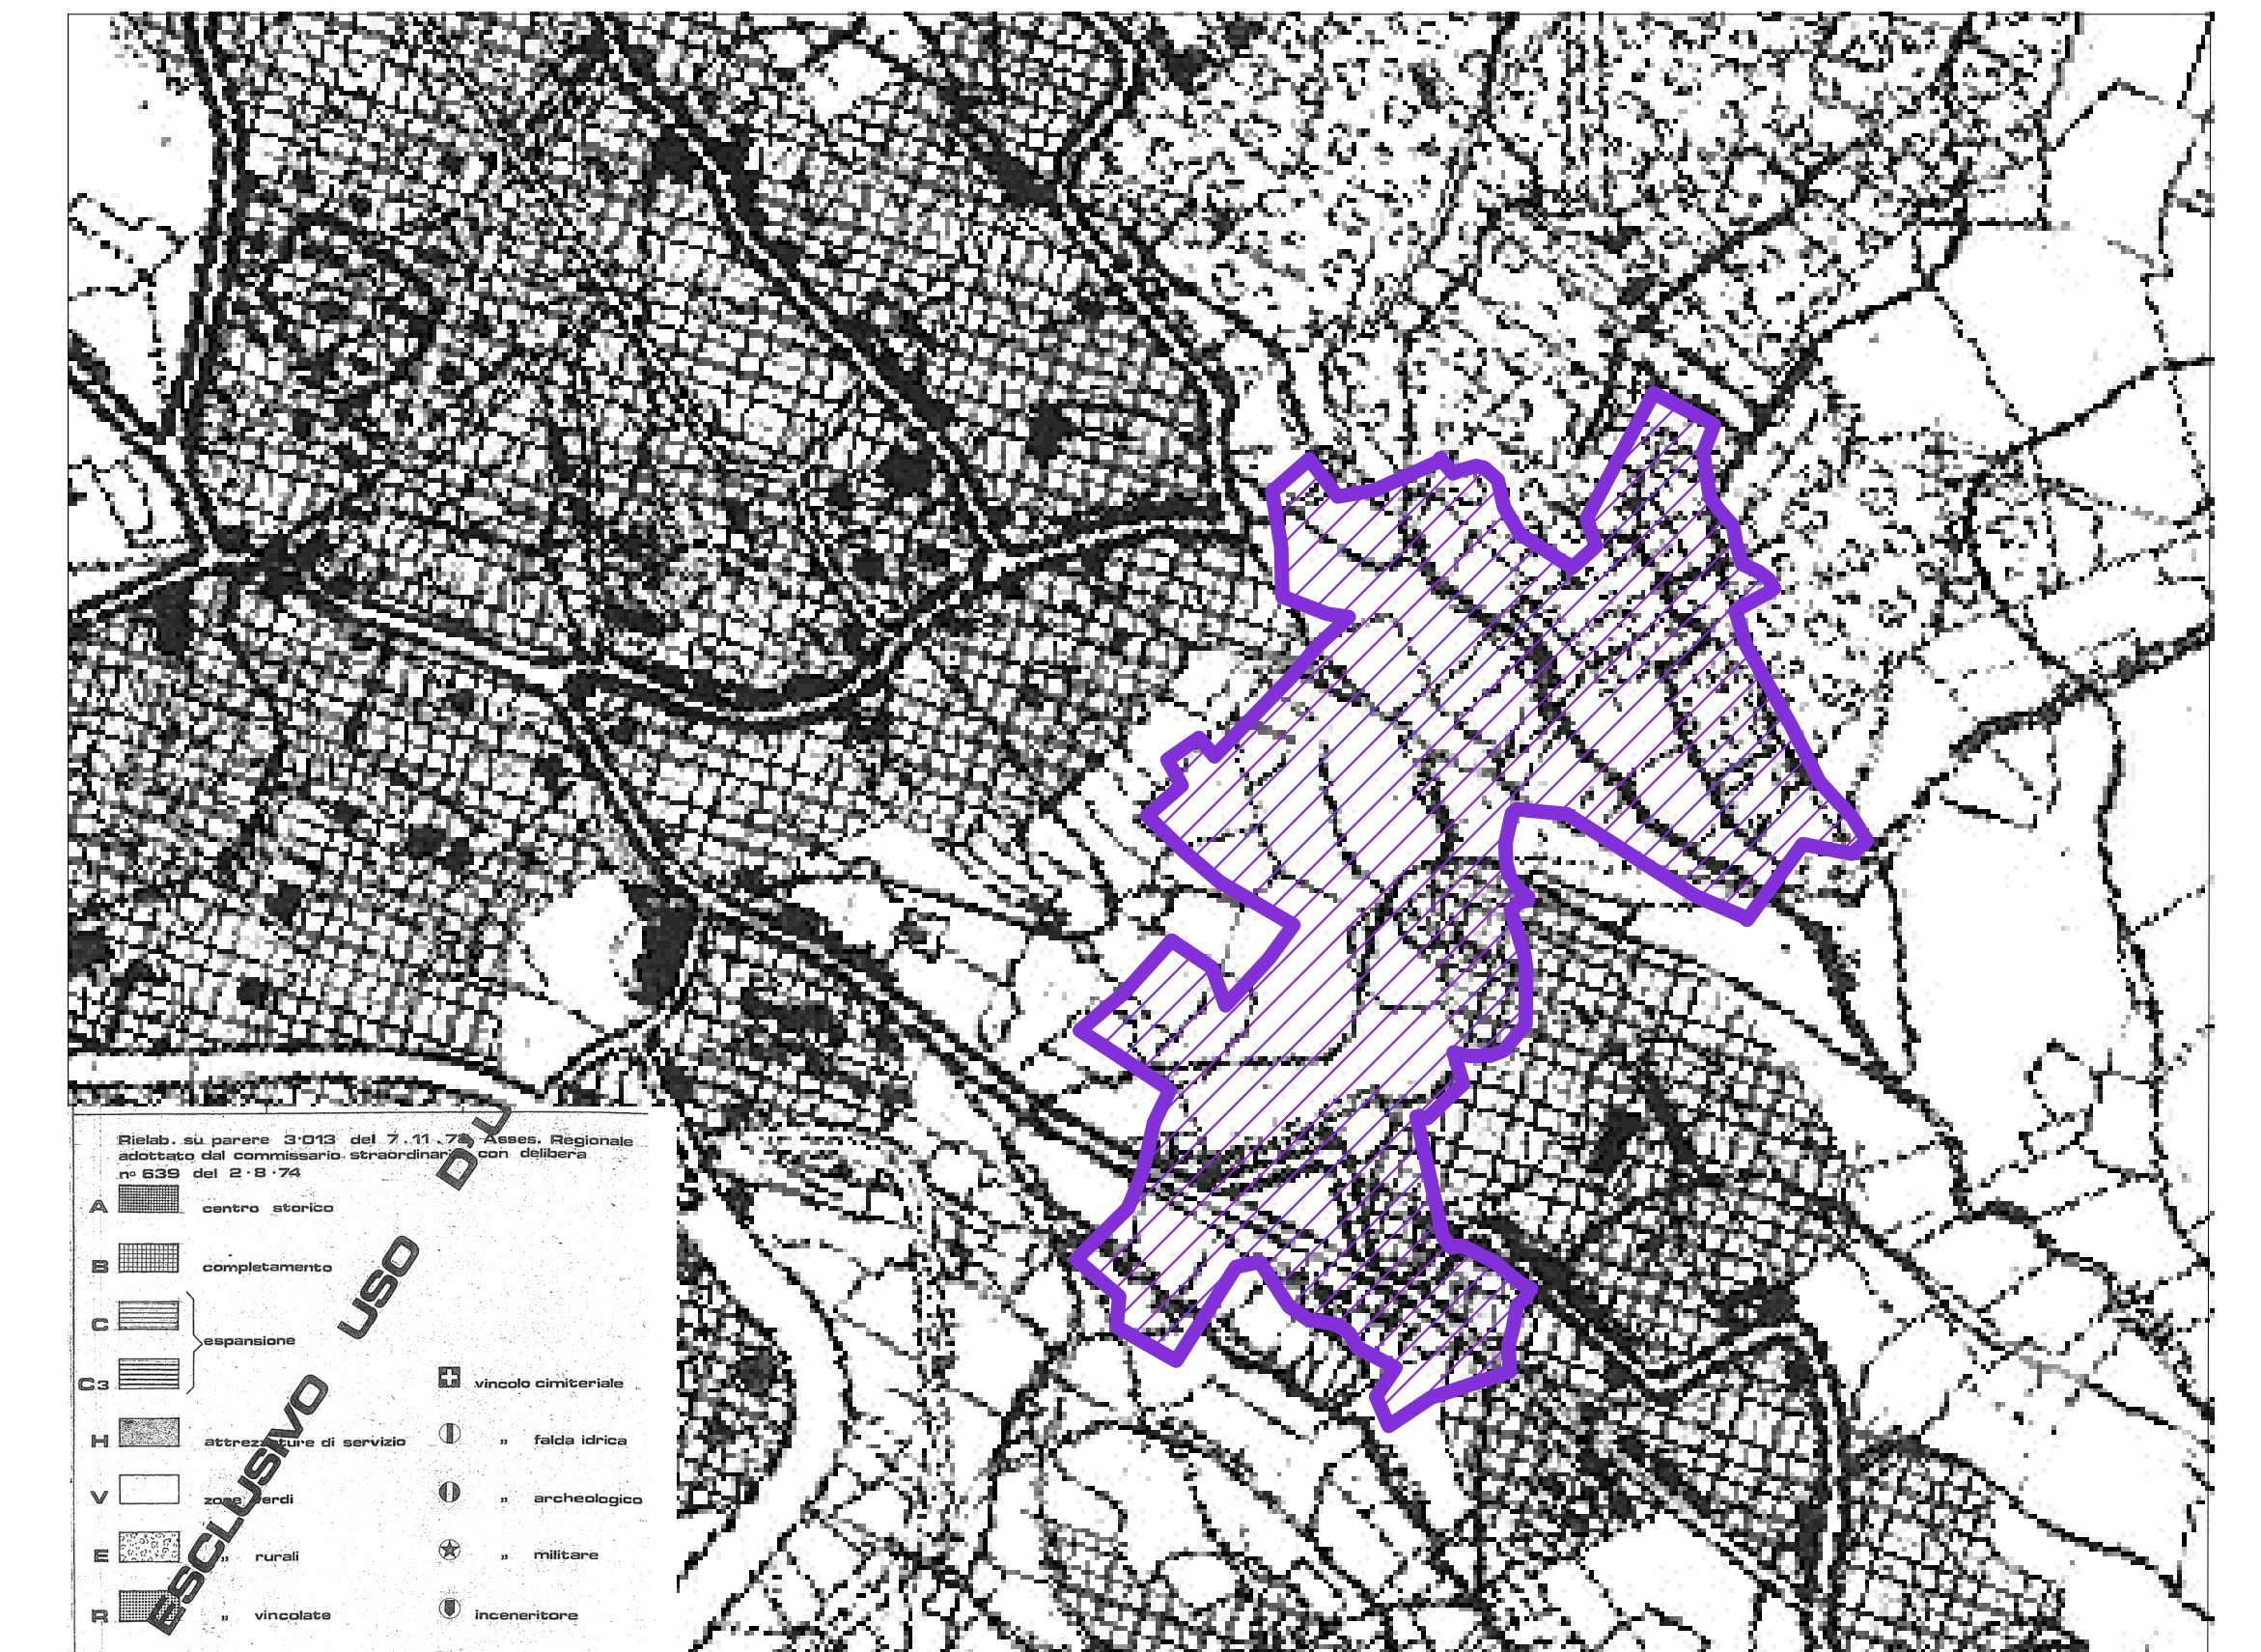 Rielab. su parere 3·013 del 7.11.7 Asses. Regionale
adottato dal commissario straordinar con delibera
n° 639 del 2·8·74
A centro storico
B completamento
C
espansione
C3
H attrezzature di servizio
V zone verdi
E „ rurali
R „ vincolate
vincolo cimiteriale
„ falda idrica
„ archeologico
„ militare
inceneritore
ESCLUSIVO USO D'U